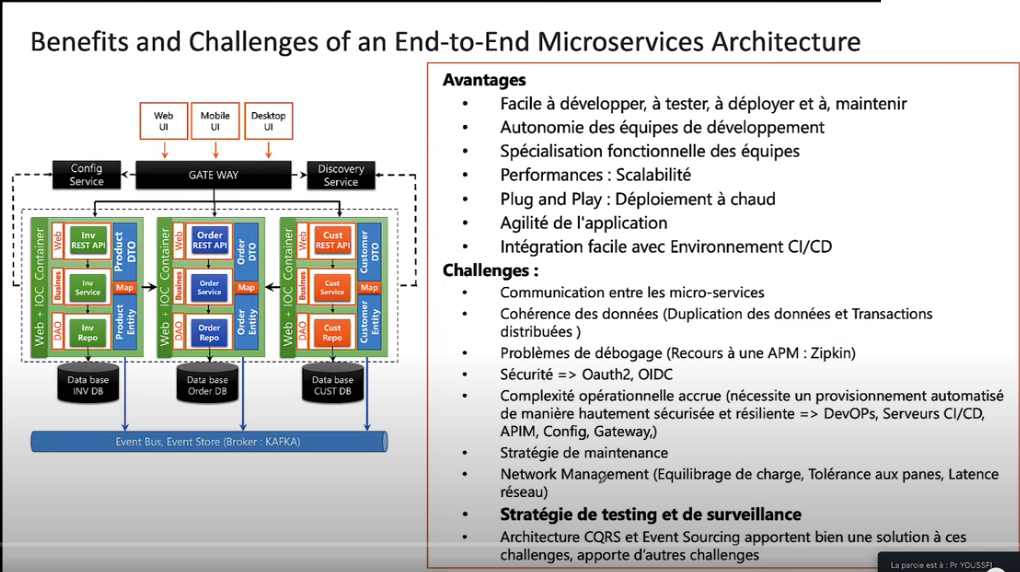 Benefits and Challenges of an End-to-End Microservices Architecture
Web UI
Mobile UI
Desktop UI
Config Service
GATE WAY
Discovery Service
Web + IOC Container
Web
Inv REST API
Product DTO
Busines
Inv Service
Map
DAO
Inv Repo
Product Entity
Web + IOC Container
Web
Order REST API
Order DTO
Busines
Order Service
Map
DAO
Order Repo
Order Entity
Web + IOC Container
Web
Cust REST API
Customer DTO
Busines
Cust Service
Map
DAO
Cust Repo
Customer Entity
Data base INV DB
Data base Order DB
Data base CUST DB
Event Bus, Event Store (Broker : KAFKA)
Avantages
• Facile à développer, à tester, à déployer et à, maintenir
• Autonomie des équipes de développement
• Spécialisation fonctionnelle des équipes
• Performances : Scalabilité
• Plug and Play : Déploiement à chaud
• Agilité de l'application
• Intégration facile avec Environnement CI/CD
Challenges :
• Communication entre les micro-services
• Cohérence des données (Duplication des données et Transactions
distribuées )
• Problèmes de débogage (Recours à une APM : Zipkin)
• Sécurité => Oauth2, OIDC
• Complexité opérationnelle accrue (nécessite un provisionnement automatisé
de manière hautement sécurisée et résiliente => DevOPs, Serveurs CI/CD,
APIM, Config, Gateway,)
• Stratégie de maintenance
• Network Management (Equilibrage de charge, Tolérance aux panes, Latence
réseau)
• Stratégie de testing et de surveillance
• Architecture CQRS et Event Sourcing apportent bien une solution à ces
challenges, apporte d'autres challenges
La parole est à : Pr YOUSSFI